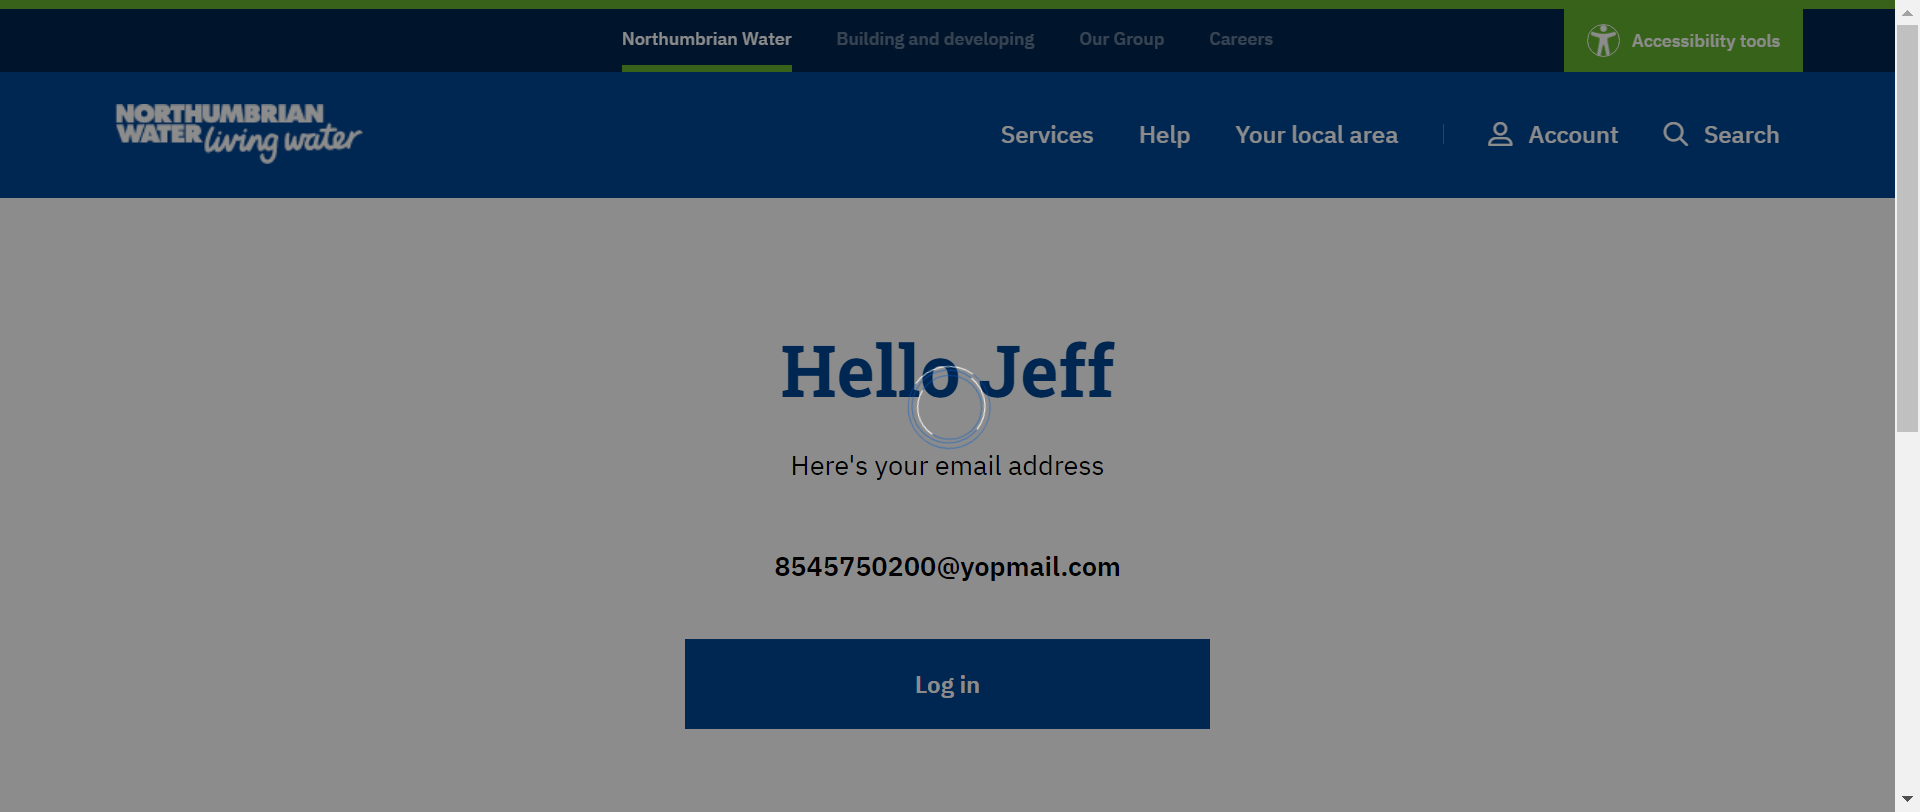 Northumbrian Water Building and developing Our Group Careers Accessibility tools
NORTHUMBRIAN
WATER living water
Services Help Your local area Account Search
Hello Jeff
Here's your email address
8545750200@yopmail.com
Log in